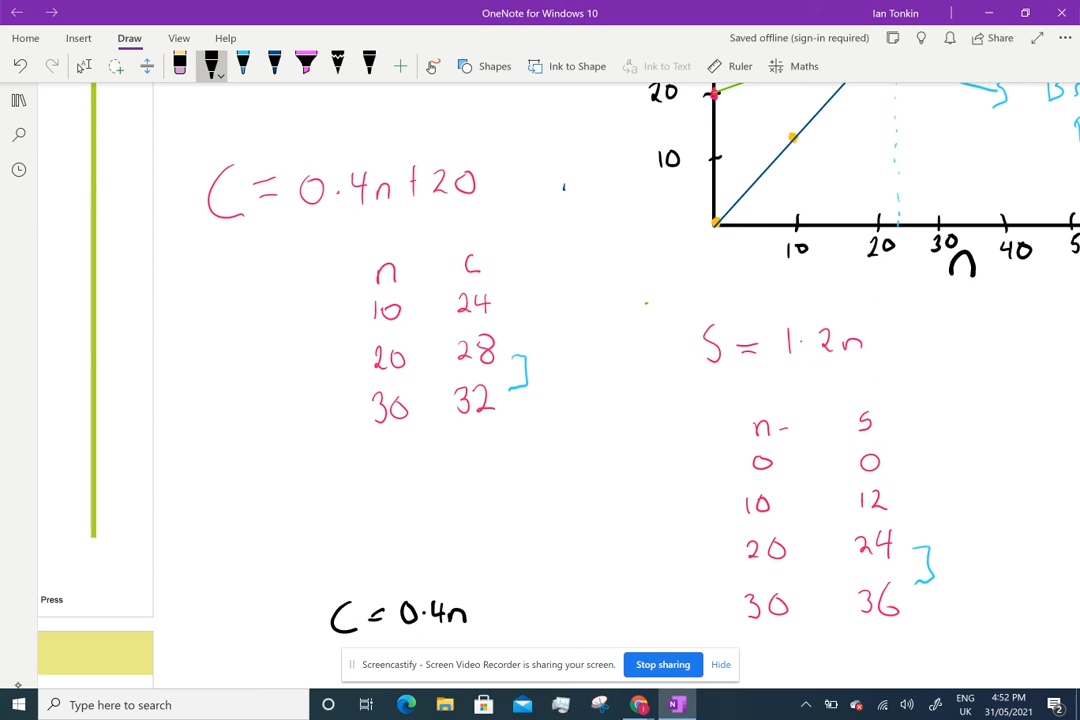 OneNote for Windows 10
Ian Tonkin
Home Insert Draw View Help
Saved offline (sign-in required)
Share
Shapes
Ink to Shape
Ink to Text
Ruler
Maths
20
10
10 20 30 40
n
C = 0.4n + 20
n C
10 24
20 28
30 32
S = 1.2n
n S
0 0
10 12
20 24
30 36
Press
C = 0.4n
Screencastify - Screen Video Recorder is sharing your screen.
Stop sharing
Hide
Type here to search
ENG
UK
4:52 PM
31/05/2021
2